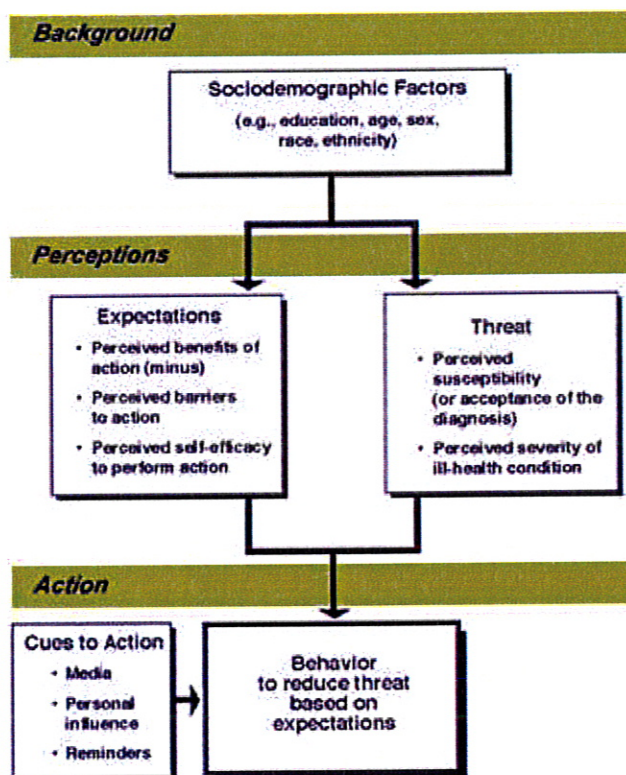 Background
Sociodemographic Factors
(e.g., education, age, sex,
race, ethnicity)
Perceptions
Expectations
• Perceived benefits of
action (minus)
• Perceived barriers
to action
• Perceived self-efficacy
to perform action
Threat
• Perceived
susceptibility
(or acceptance of the
diagnosis)
• Perceived severity of
ill-health condition
Action
Cues to Action
• Media
• Personal
influence
• Reminders
Behavior
to reduce threat
based on
expectations